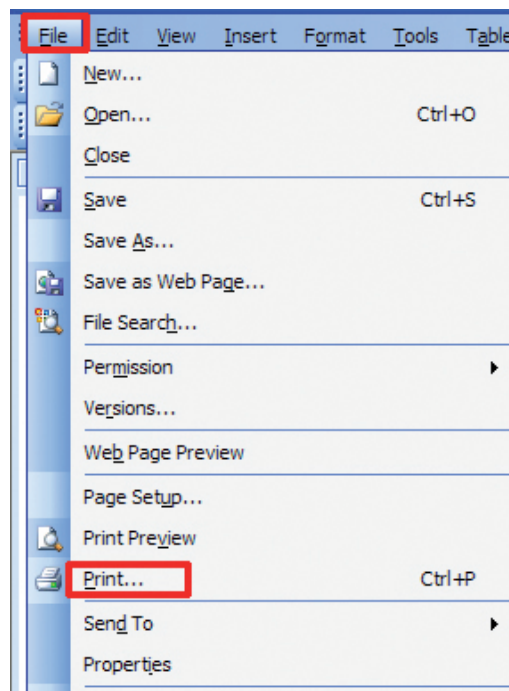 File Edit View Insert Format Tools Table
New...
Open... Ctrl+O
Close
Save Ctrl+S
Save As...
Save as Web Page...
File Search...
Permission
Versions...
Web Page Preview
Page Setup...
Print Preview
Print... Ctrl+P
Send To
Properties